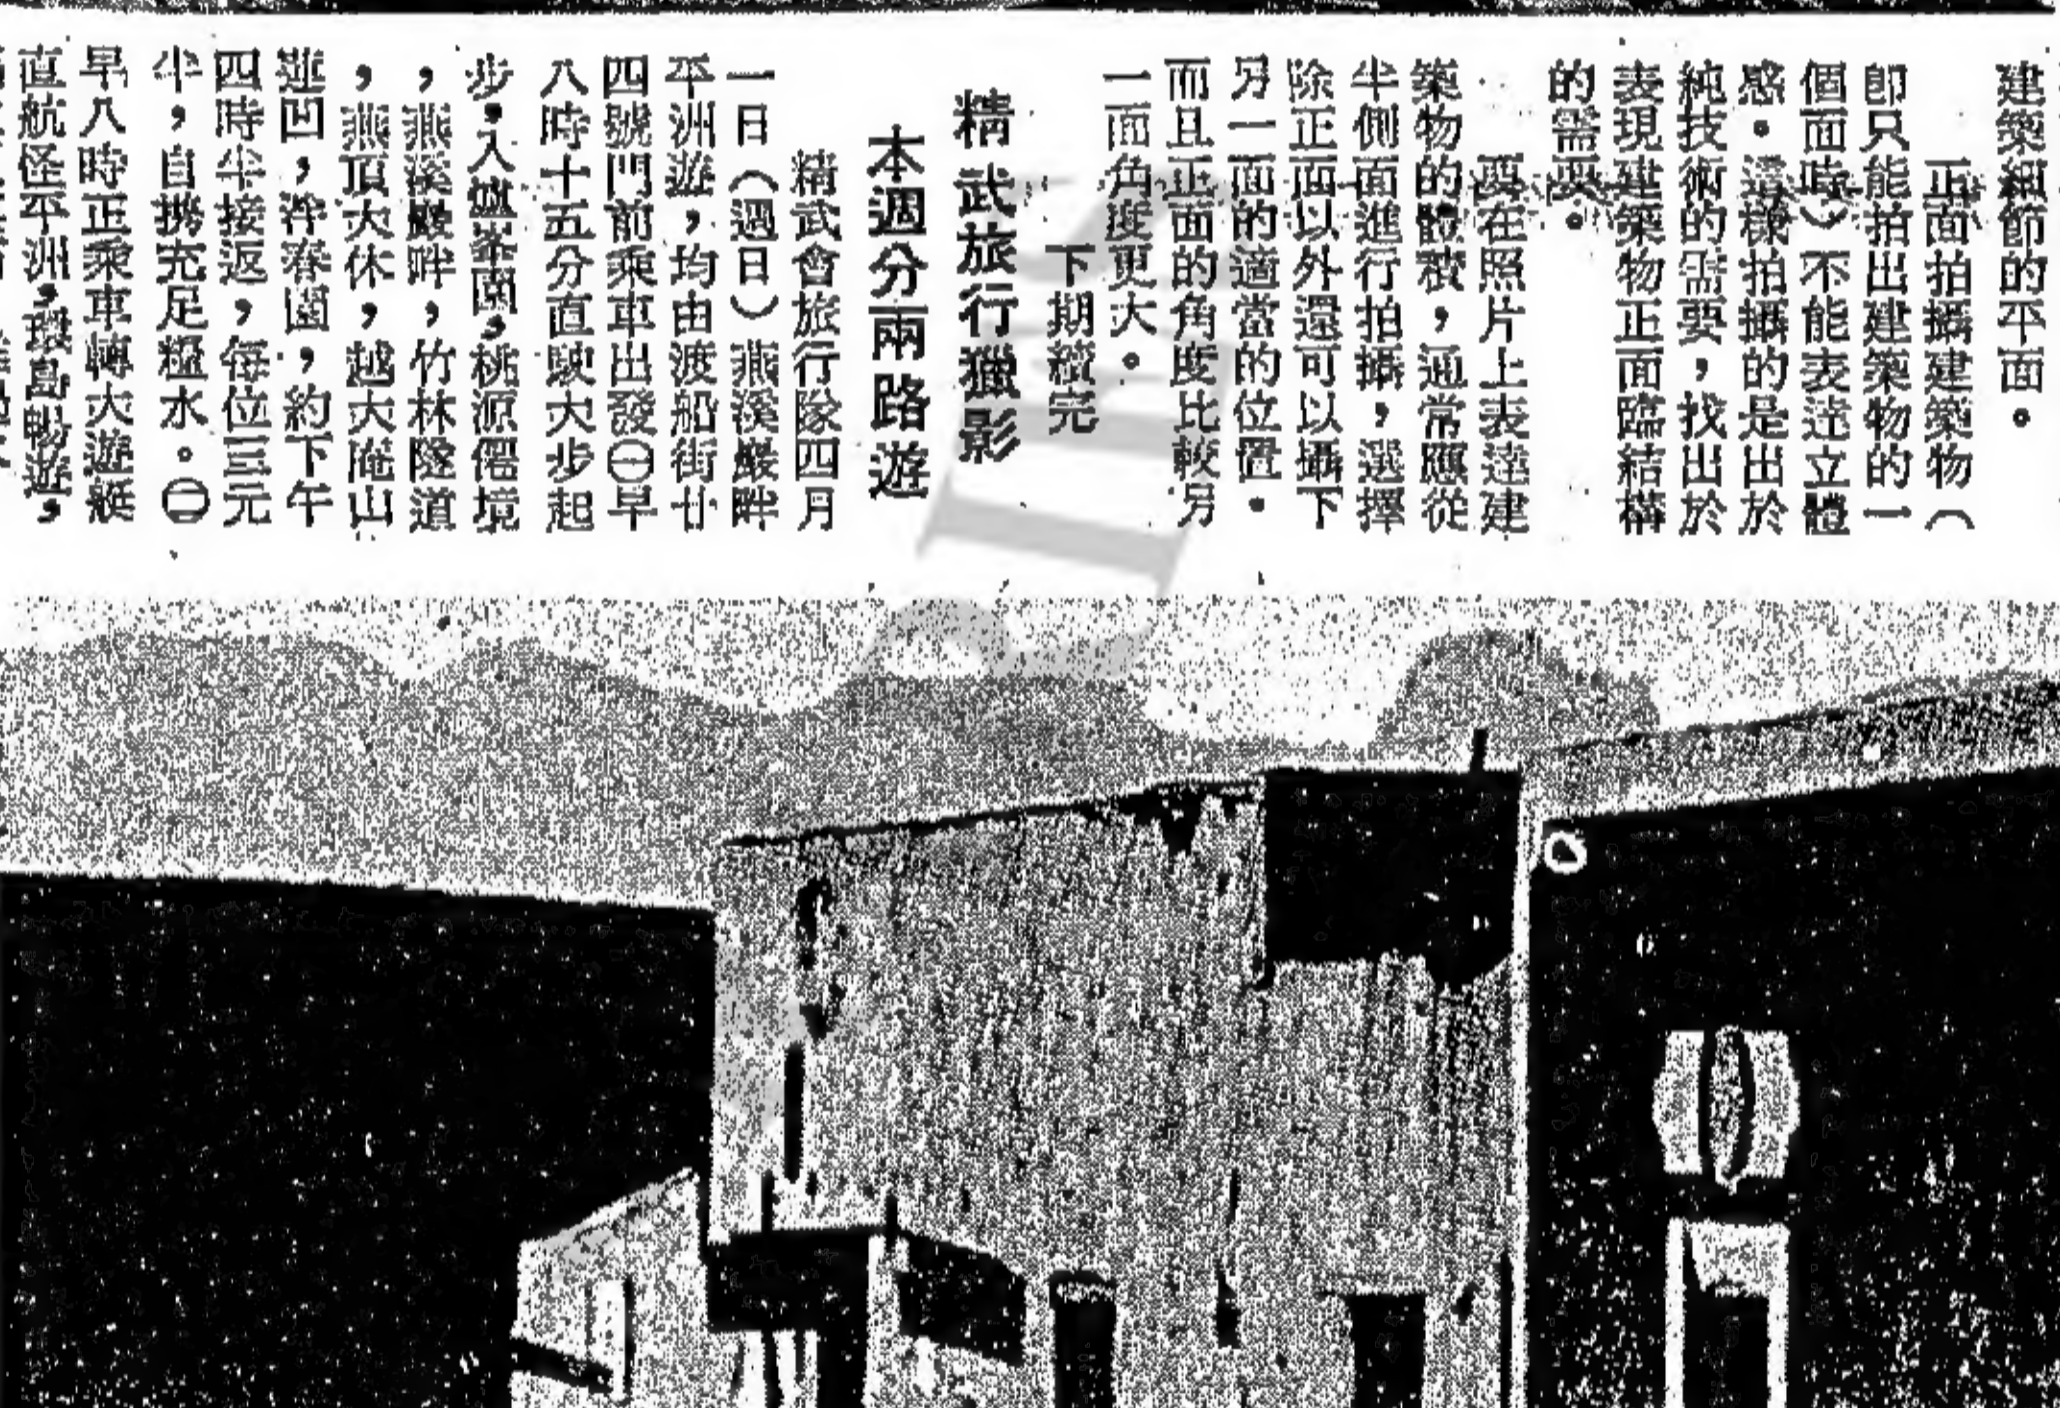 建築細節的平面。
正面拍攝建築物（
即只能拍出建築物的一
個面時）不能表達立體
感。這樣拍攝的是出於
純技術的需要，找出於
表現建築物正面臨結構
的需要。
要在照片上表達建
築物的體積，通常應從
半側面進行拍攝，選擇
除正面以外還可以攝下
另一面的適當的位置。
而且正面的角度比較另
一面角度更大。
下期續完
精武旅行獵影
本週分兩路遊
精武會旅行隊四月
一日（週日）燕溪巖畔
平洲遊，均由渡船街廿
四號門前乘車出發㊀早
八時十五分直駛大步起
步，入爐峯園，桃源僊境
，燕溪巖畔，竹林隧道
，燕頂大休，越大庵山
坳，洋春園，約下午
四時半接返，每位三元
半，自携充足糧水。㊁
早八時正乘車轉大遊艇
直航怪平洲，環島暢遊，